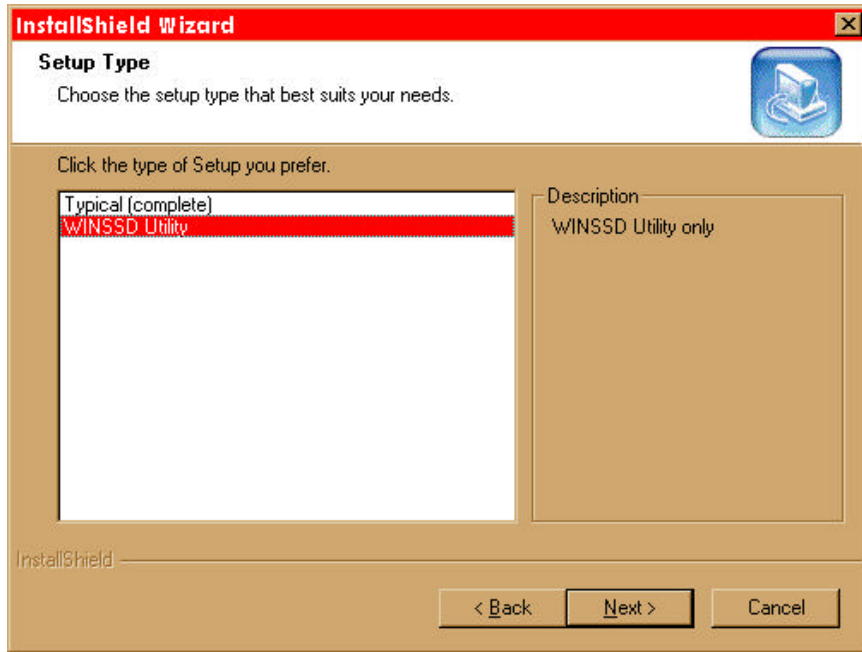 InstallShield Wizard
Setup Type
Choose the setup type that best suits your needs.
Click the type of Setup you prefer.
Typical (complete)
WINSSD Utility
Description
WINSSD Utility only
InstallShield
< Back
Next >
Cancel